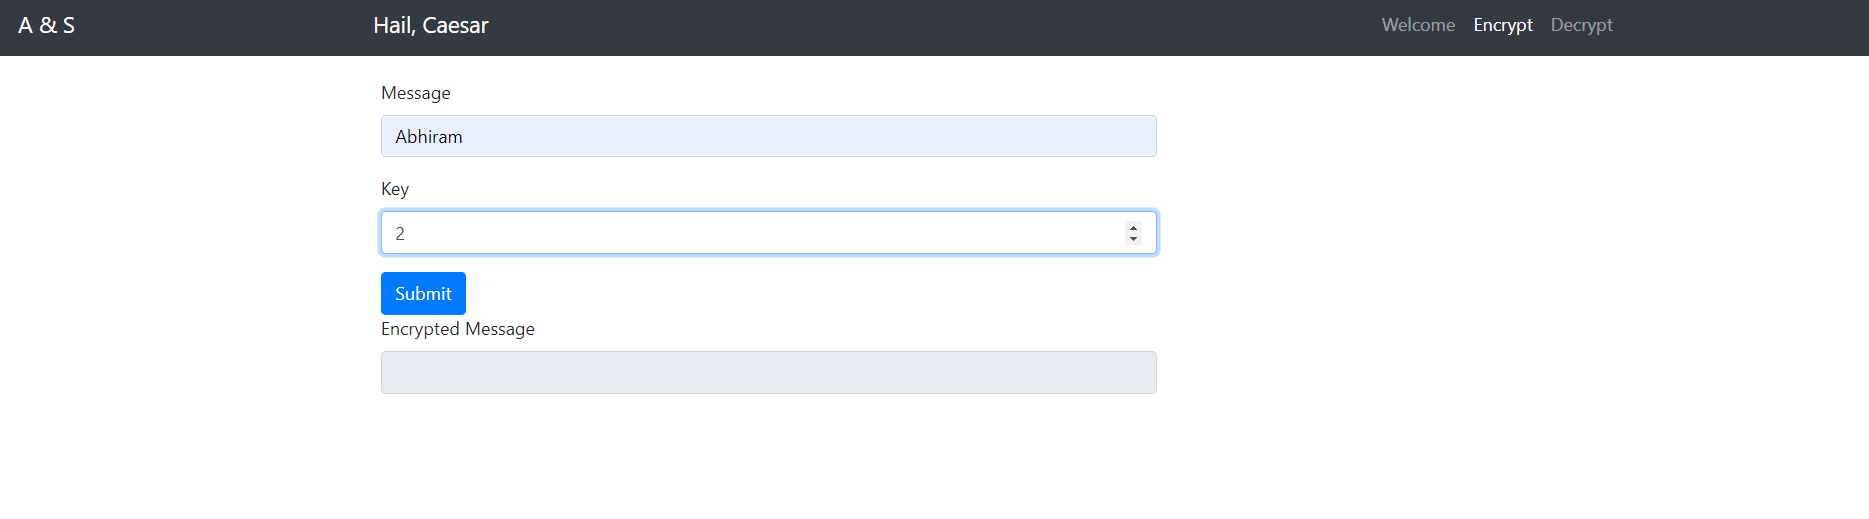 A & S Hail, Caesar Welcome Encrypt Decrypt
Message
Abhiram
Key
2
Submit
Encrypted Message